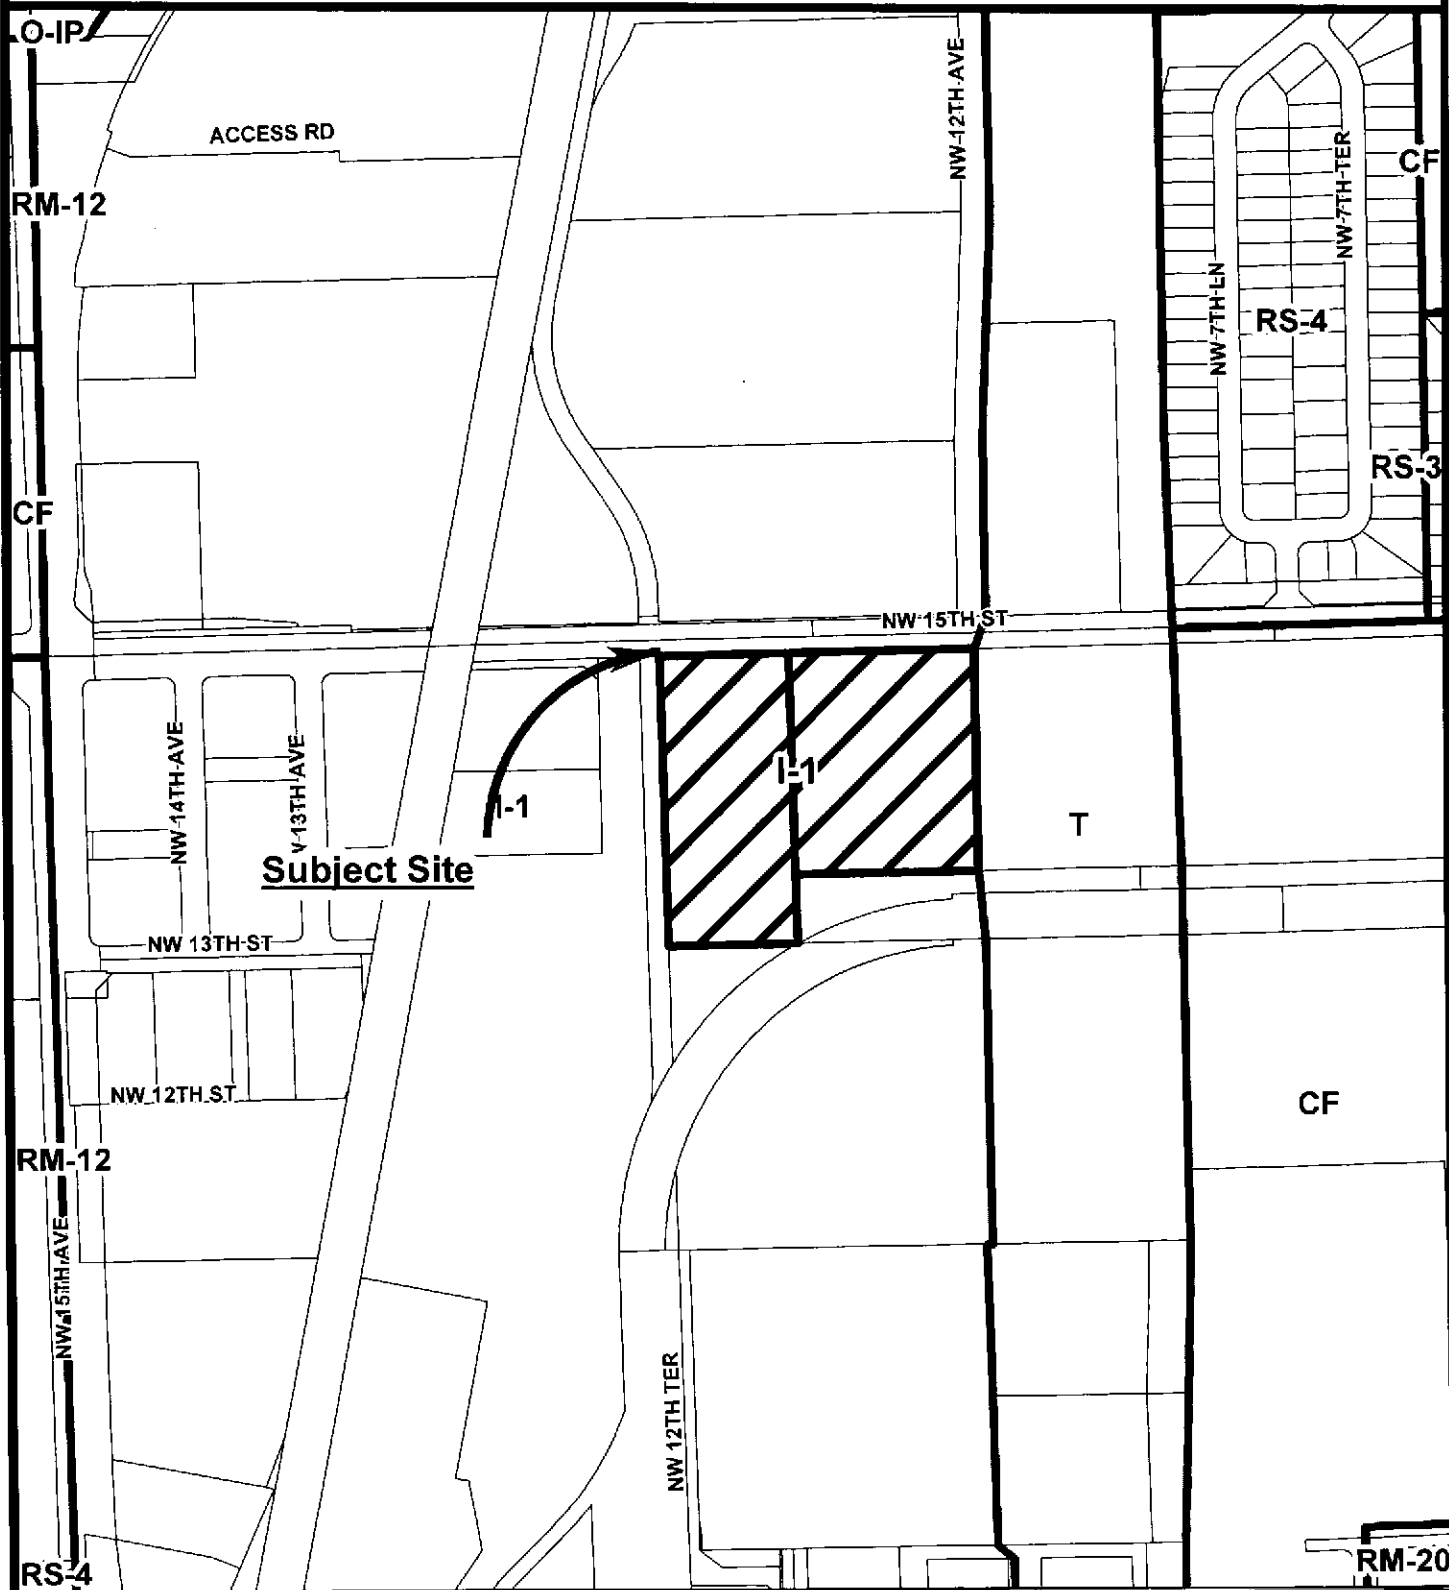 O-IP
NW 12TH AVE
ACCESS RD
NW 7TH TER
CF
RM-12
NW 7TH LN
RS-4
RS-3
CF
NW 15TH ST
NW 14TH AVE
13TH AVE
I-1
I-1
T
Subject Site
NW 13TH ST
NW 12TH ST
CF
RM-12
NW 15TH AVE
NW 12TH TER
RS-4
RM-20